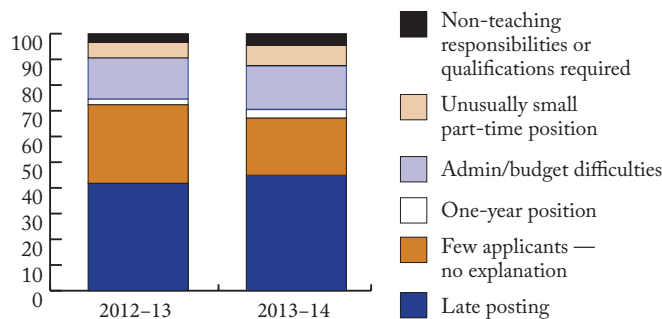 100
90
80
70
60
50
40
30
20
10
0
2012–13
2013–14
Non-teaching
responsibilities or
qualifications required
Unusually small
part-time position
Admin/budget difficulties
One-year position
Few applicants —
no explanation
Late posting